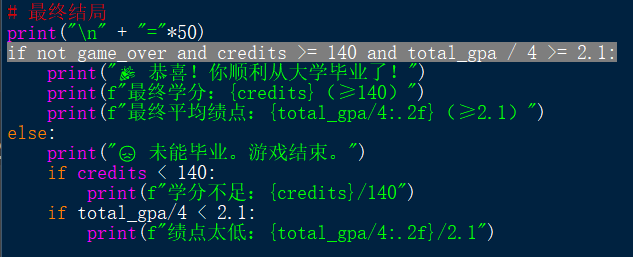 # 最终结局
print("\n" + "="*50)
if not game_over and credits >= 140 and total_gpa / 4 >= 2.1:
    print("🎉 恭喜！你顺利从大学毕业了！")
    print(f"最终学分：{credits}（≥140）")
    print(f"最终平均绩点：{total_gpa/4:.2f}（≥2.1）")
else:
    print("😞 未能毕业。游戏结束。")
    if credits < 140:
        print(f"学分不足：{credits}/140")
    if total_gpa/4 < 2.1:
        print(f"绩点太低：{total_gpa/4:.2f}/2.1")